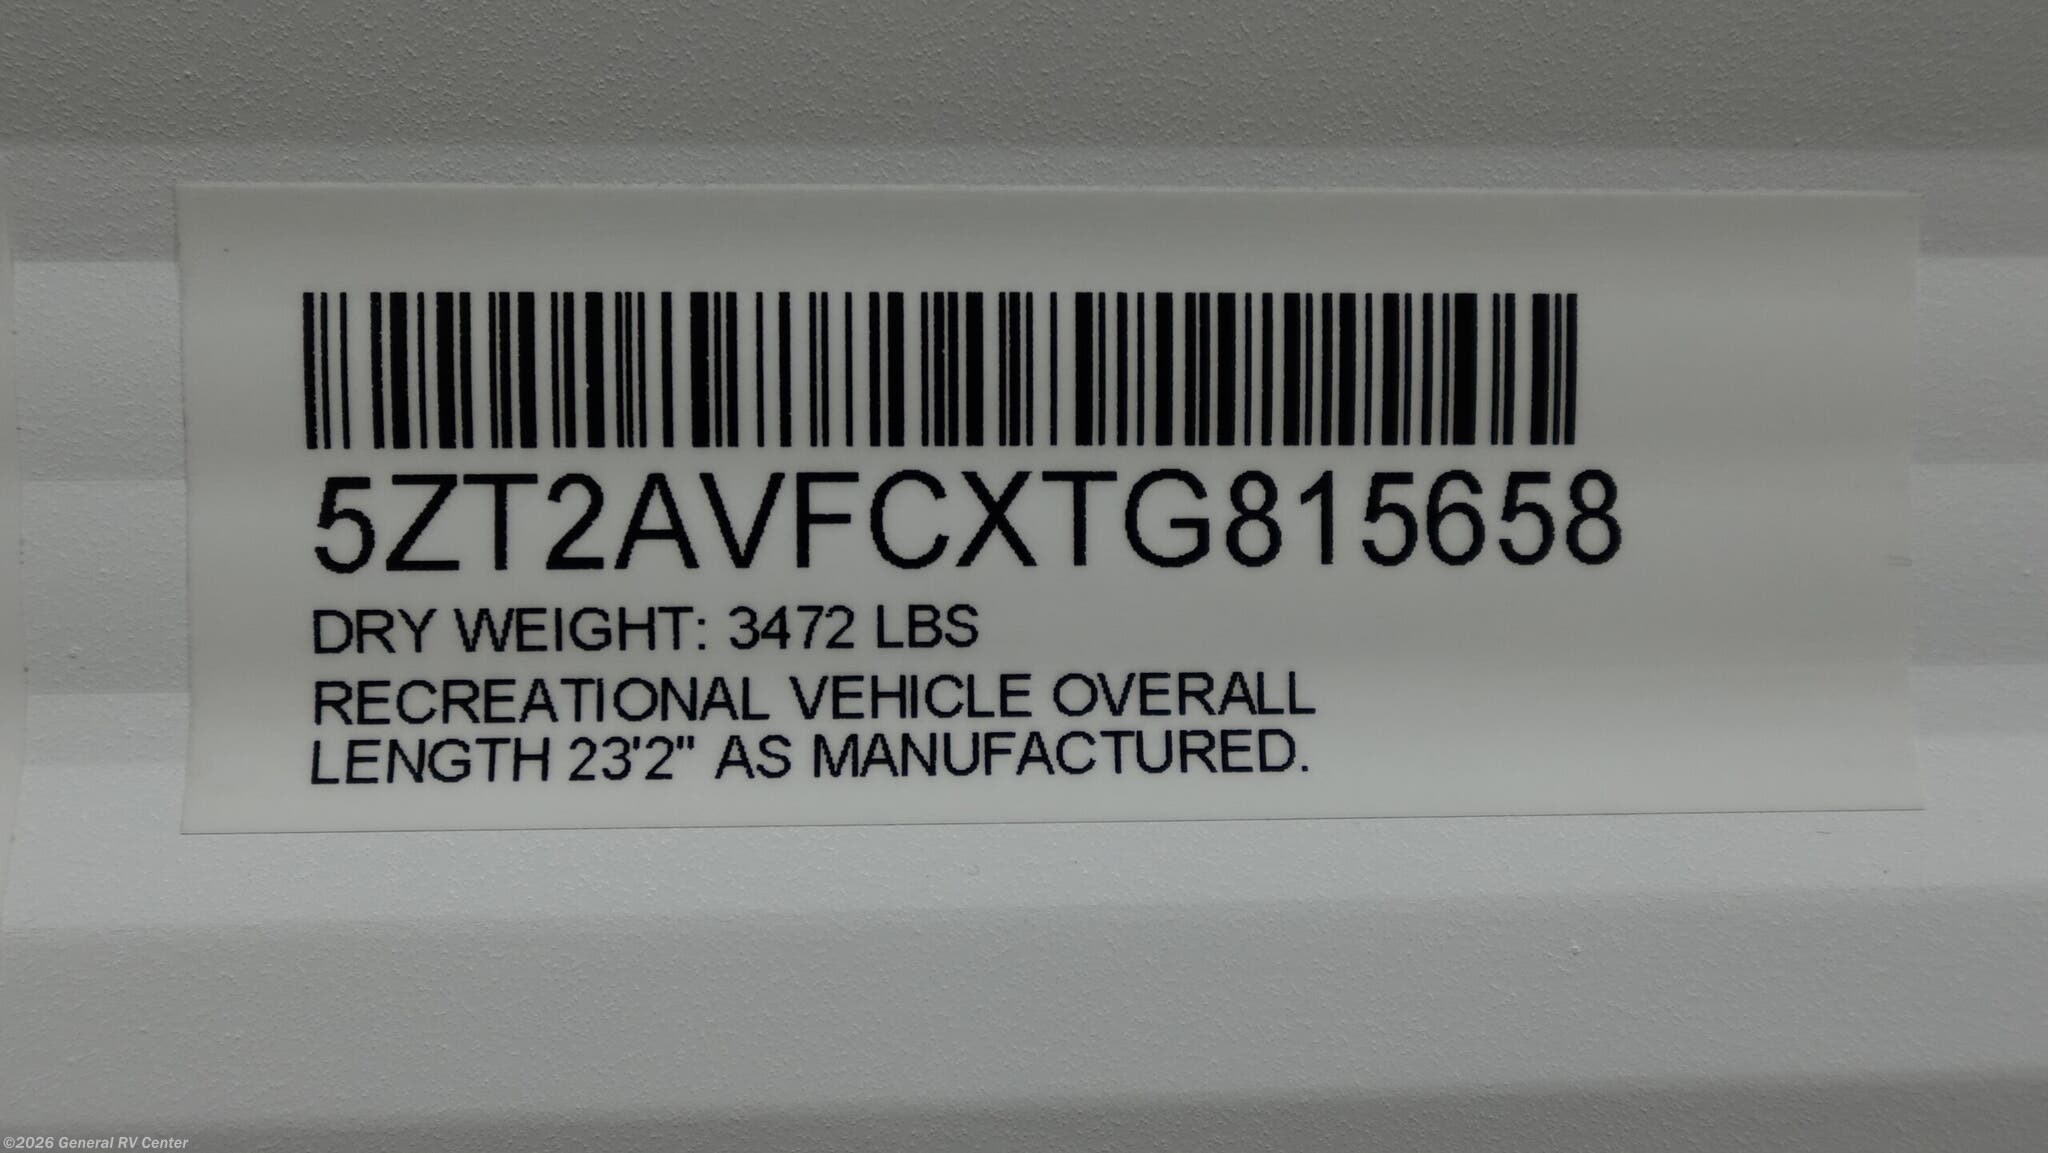 5ZT2AVFCXTG815658
DRY WEIGHT: 3472 LBS
RECREATIONAL VEHICLE OVERALL
LENGTH 23'2" AS MANUFACTURED.
©2026 General RV Center